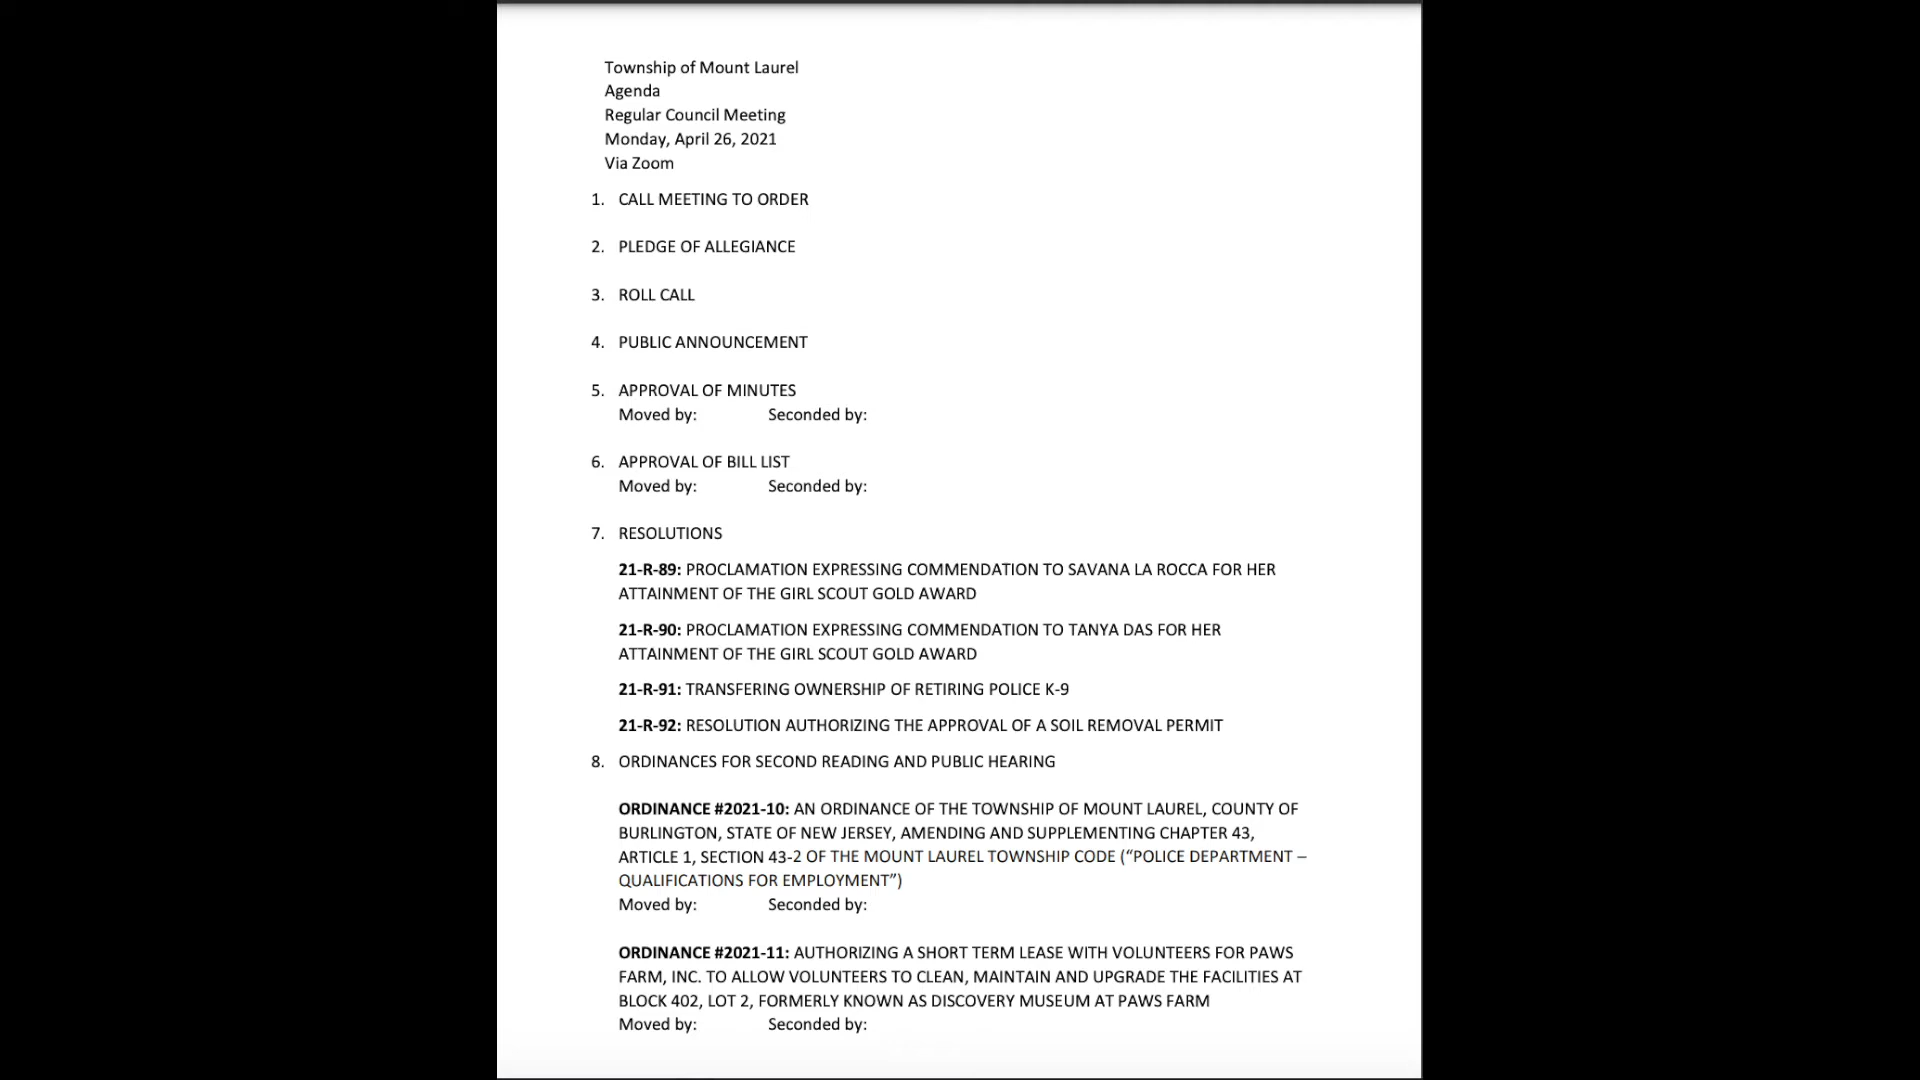 Township of Mount Laurel
Agenda
Regular Council Meeting
Monday, April 26, 2021
Via Zoom
1. CALL MEETING TO ORDER
2. PLEDGE OF ALLEGIANCE
3. ROLL CALL
4. PUBLIC ANNOUNCEMENT
5. APPROVAL OF MINUTES
Moved by: Seconded by:
6. APPROVAL OF BILL LIST
Moved by: Seconded by:
7. RESOLUTIONS
21-R-89: PROCLAMATION EXPRESSING COMMENDATION TO SAVANA LA ROCCA FOR HER
ATTAINMENT OF THE GIRL SCOUT GOLD AWARD
21-R-90: PROCLAMATION EXPRESSING COMMENDATION TO TANYA DAS FOR HER
ATTAINMENT OF THE GIRL SCOUT GOLD AWARD
21-R-91: TRANSFERING OWNERSHIP OF RETIRING POLICE K-9
21-R-92: RESOLUTION AUTHORIZING THE APPROVAL OF A SOIL REMOVAL PERMIT
8. ORDINANCES FOR SECOND READING AND PUBLIC HEARING
ORDINANCE #2021-10: AN ORDINANCE OF THE TOWNSHIP OF MOUNT LAUREL, COUNTY OF
BURLINGTON, STATE OF NEW JERSEY, AMENDING AND SUPPLEMENTING CHAPTER 43,
ARTICLE 1, SECTION 43-2 OF THE MOUNT LAUREL TOWNSHIP CODE (“POLICE DEPARTMENT –
QUALIFICATIONS FOR EMPLOYMENT”)
Moved by: Seconded by:
ORDINANCE #2021-11: AUTHORIZING A SHORT TERM LEASE WITH VOLUNTEERS FOR PAWS
FARM, INC. TO ALLOW VOLUNTEERS TO CLEAN, MAINTAIN AND UPGRADE THE FACILITIES AT
BLOCK 402, LOT 2, FORMERLY KNOWN AS DISCOVERY MUSEUM AT PAWS FARM
Moved by: Seconded by: